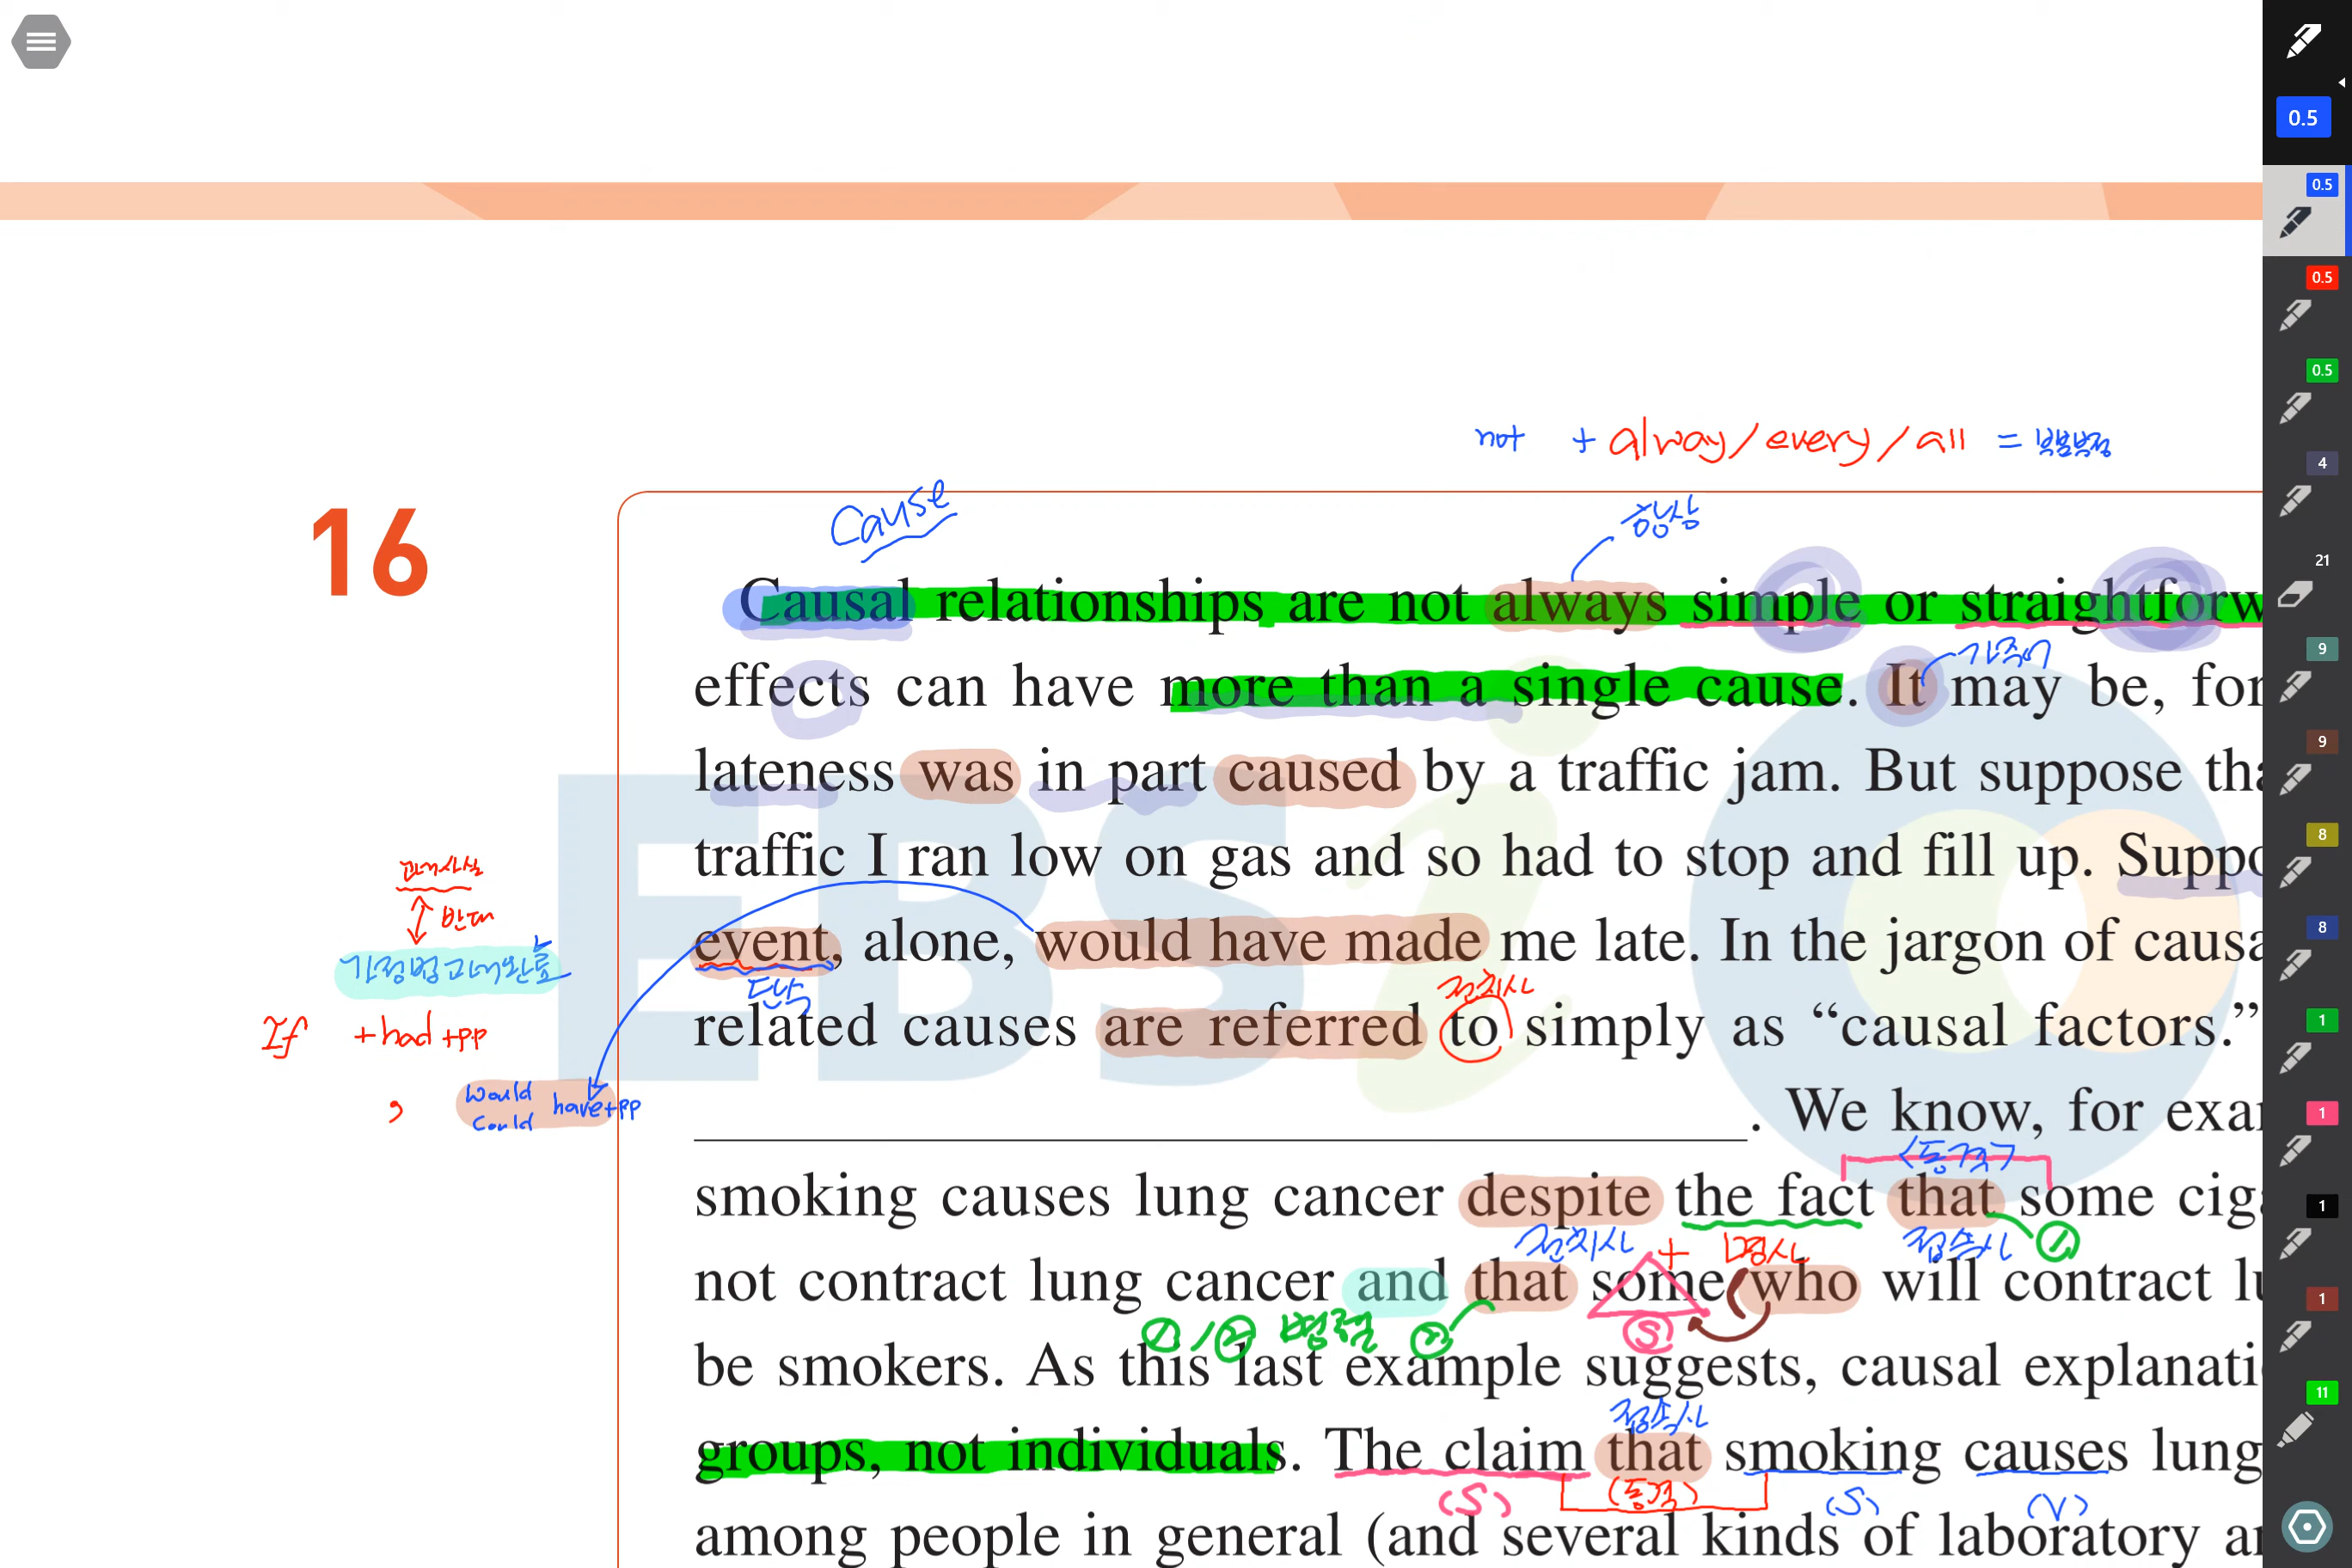 0.5
0.5
0.5
0.5
4
not + alway/every/all = 부분부정
21
16
Cause
항상
Causal relationships are not always simple or straightforw
9
가주어
effects can have more than a single cause. It may be, for
9
lateness was in part caused by a traffic jam. But suppose tha
8
traffic I ran low on gas and so had to stop and fill up. Suppo
과거사실
반대
8
event, alone, would have made me late. In the jargon of causa
가정법 과거완료
단락
전치사
related causes are referred to simply as “causal factors.”
1
If +had +pp
, would could have+pp
1
. We know, for exar
(동격)
smoking causes lung cancer despite the fact that some ciga
1
전치사 + 명사
접속사 ①
not contract lung cancer and that some who will contract lu
1
①/② 병렬 ② S
be smokers. As this last example suggests, causal explanati
11
접속사
groups, not individuals. The claim that smoking causes lung
(S) (동격) (S) (V)
among people in general (and several kinds of laboratory an
EBSi